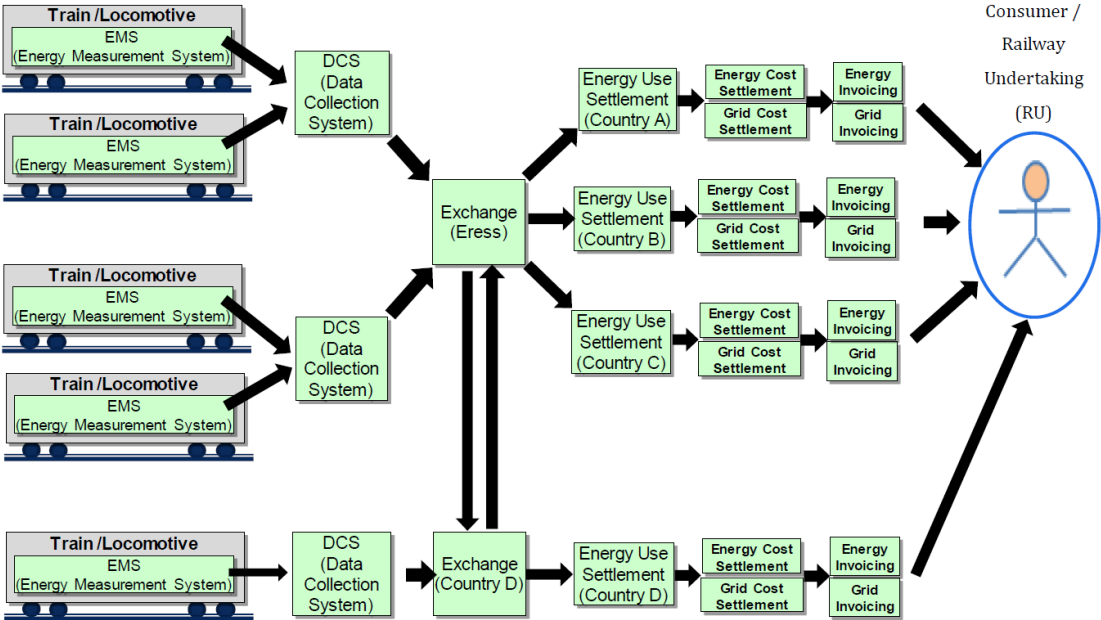 Train /Locomotive
EMS
(Energy Measurement System)
Train /Locomotive
EMS
(Energy Measurement System)
DCS
(Data
Collection
System)
Train /Locomotive
EMS
(Energy Measurement System)
Train /Locomotive
EMS
(Energy Measurement System)
DCS
(Data
Collection
System)
Train /Locomotive
EMS
(Energy Measurement System)
DCS
(Data
Collection
System)
Exchange
(Eress)
Exchange
(Country D)
Energy Use
Settlement
(Country A)
Energy Cost
Settlement
Grid Cost
Settlement
Energy
Invoicing
Grid
Invoicing
Energy Use
Settlement
(Country B)
Energy Cost
Settlement
Grid Cost
Settlement
Energy
Invoicing
Grid
Invoicing
Energy Use
Settlement
(Country C)
Energy Cost
Settlement
Grid Cost
Settlement
Energy
Invoicing
Grid
Invoicing
Energy Use
Settlement
(Country D)
Energy Cost
Settlement
Grid Cost
Settlement
Energy
Invoicing
Grid
Invoicing
Consumer /
Railway
Undertaking
(RU)